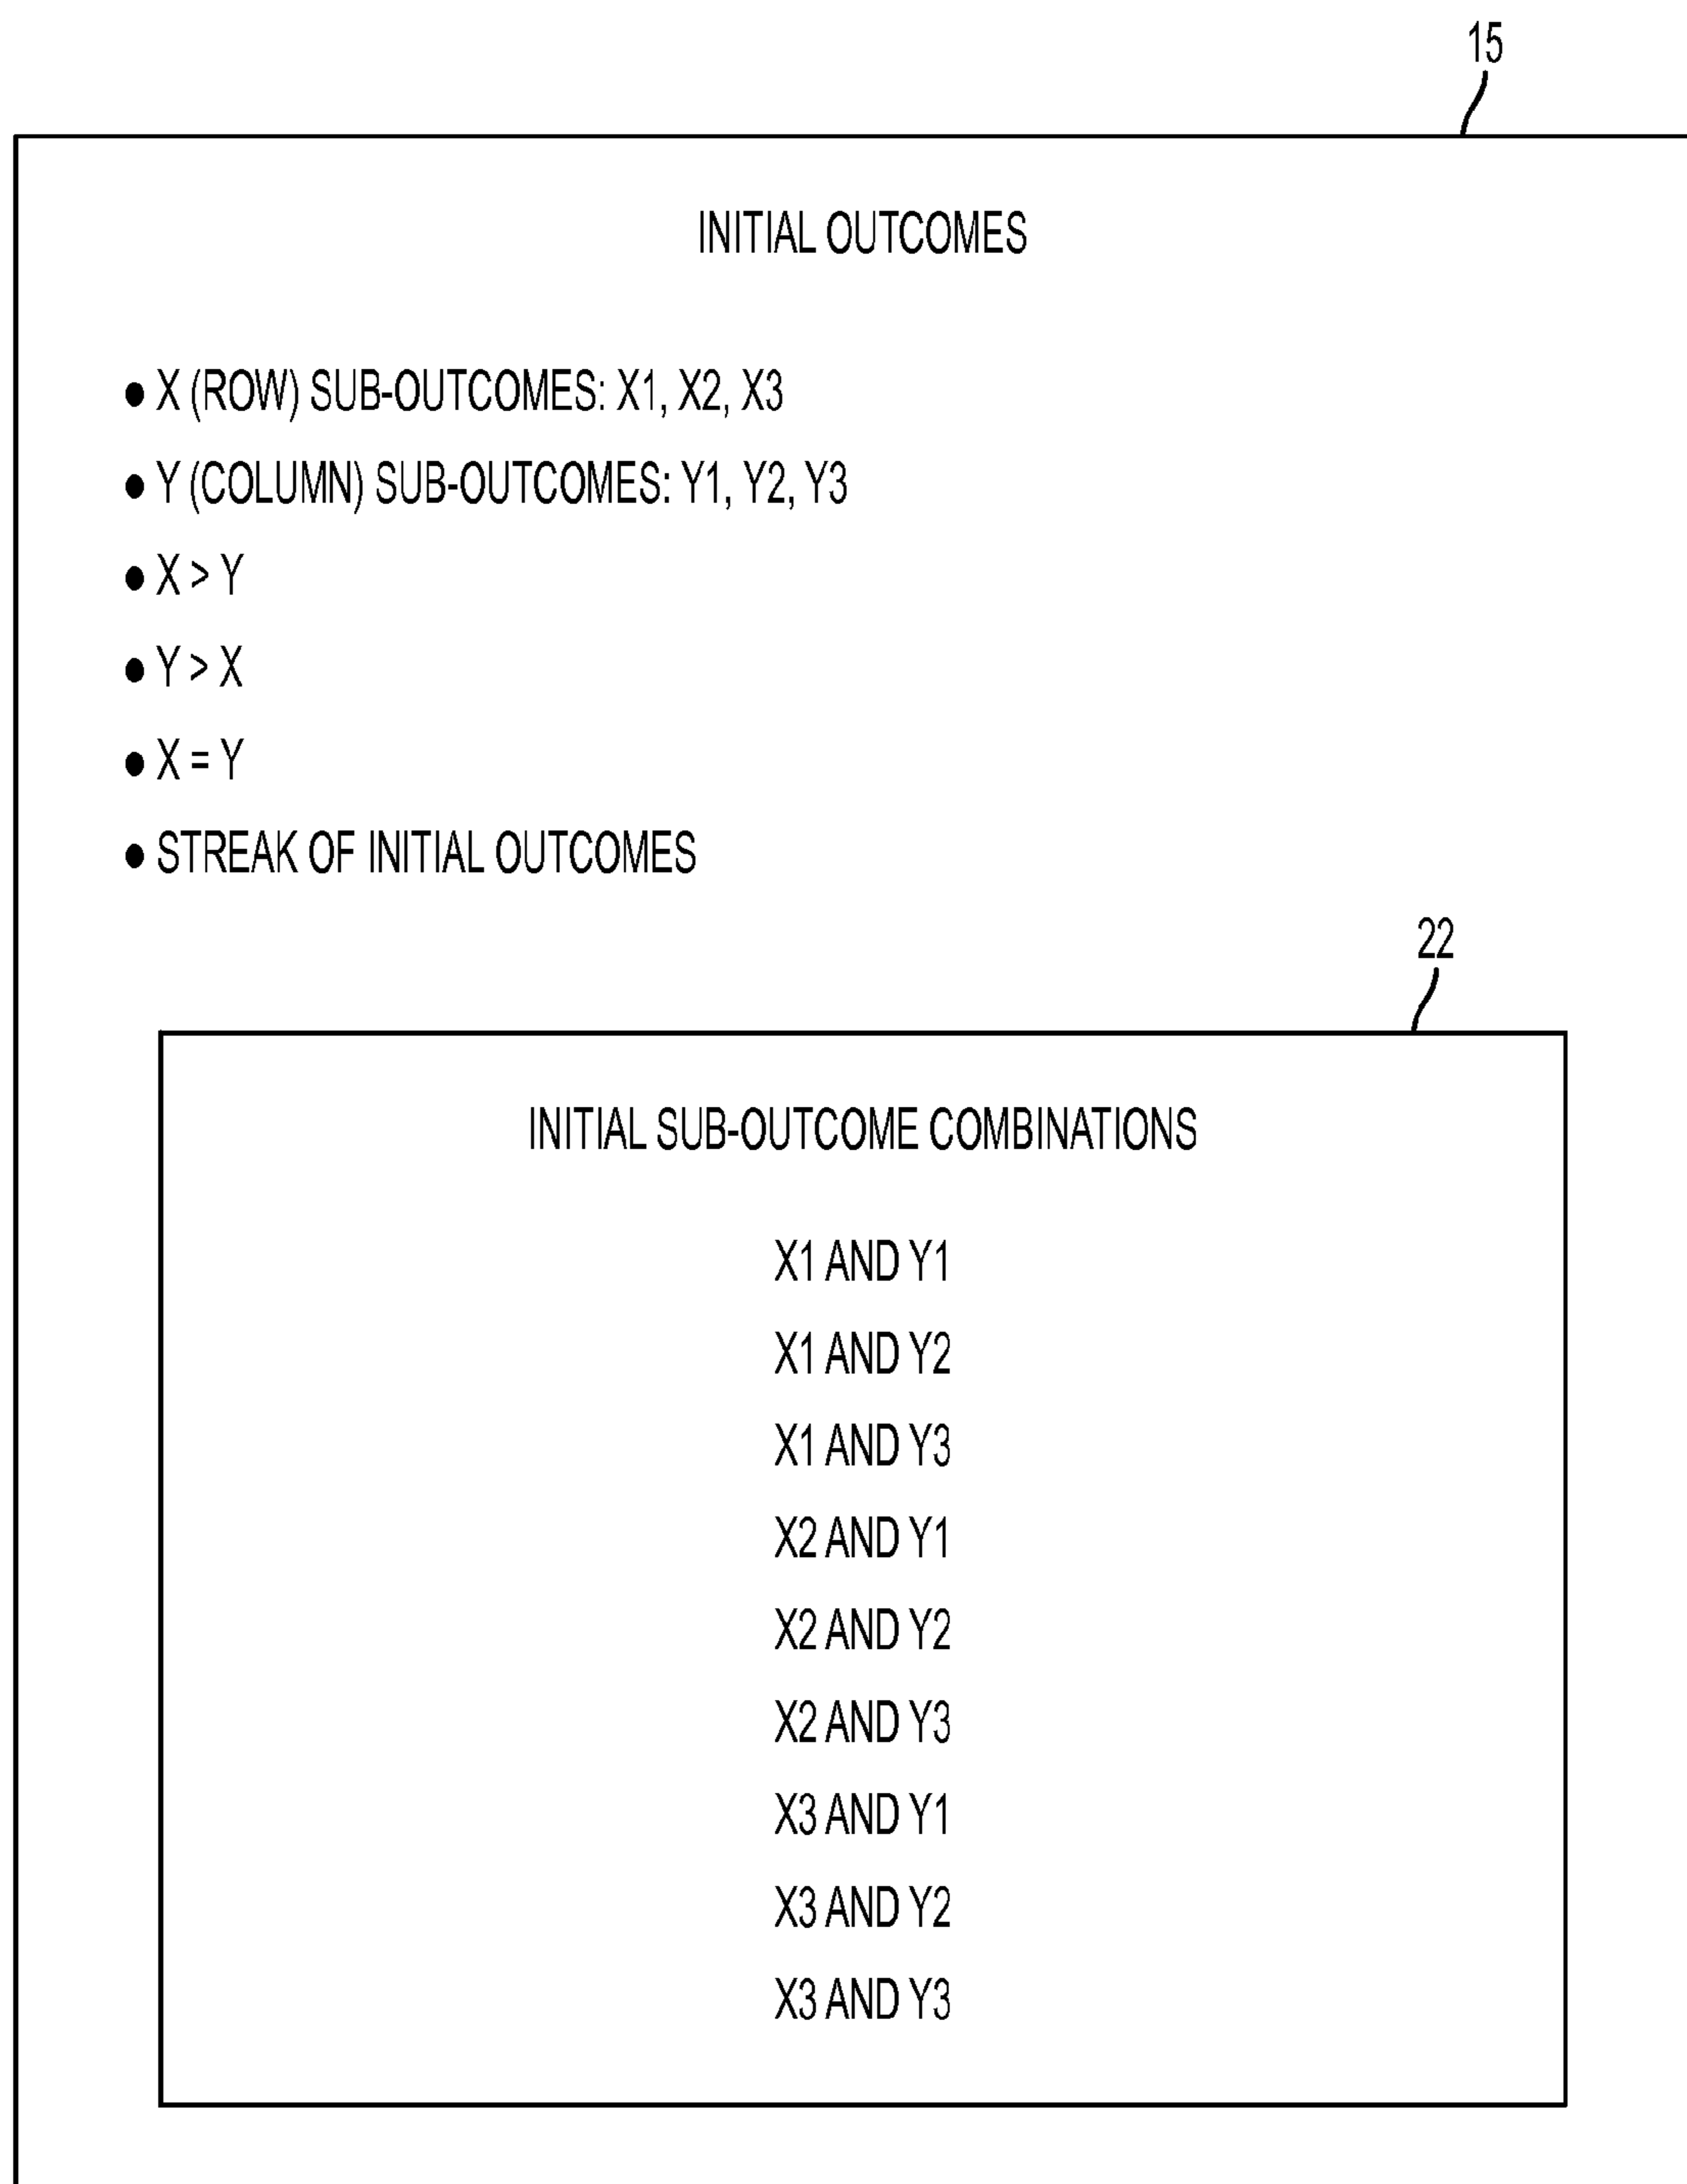 15
INITIAL OUTCOMES
● X (ROW) SUB-OUTCOMES: X1, X2, X3
● Y (COLUMN) SUB-OUTCOMES: Y1, Y2, Y3
● X > Y
● Y > X
● X = Y
● STREAK OF INITIAL OUTCOMES
22
INITIAL SUB-OUTCOME COMBINATIONS
X1 AND Y1
X1 AND Y2
X1 AND Y3
X2 AND Y1
X2 AND Y2
X2 AND Y3
X3 AND Y1
X3 AND Y2
X3 AND Y3